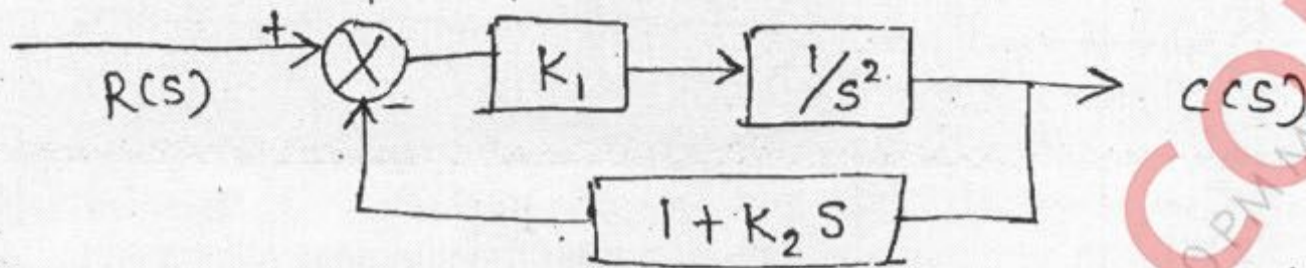 + K₁ 1/S² C(S)
R(S)
-
1 + K₂ S